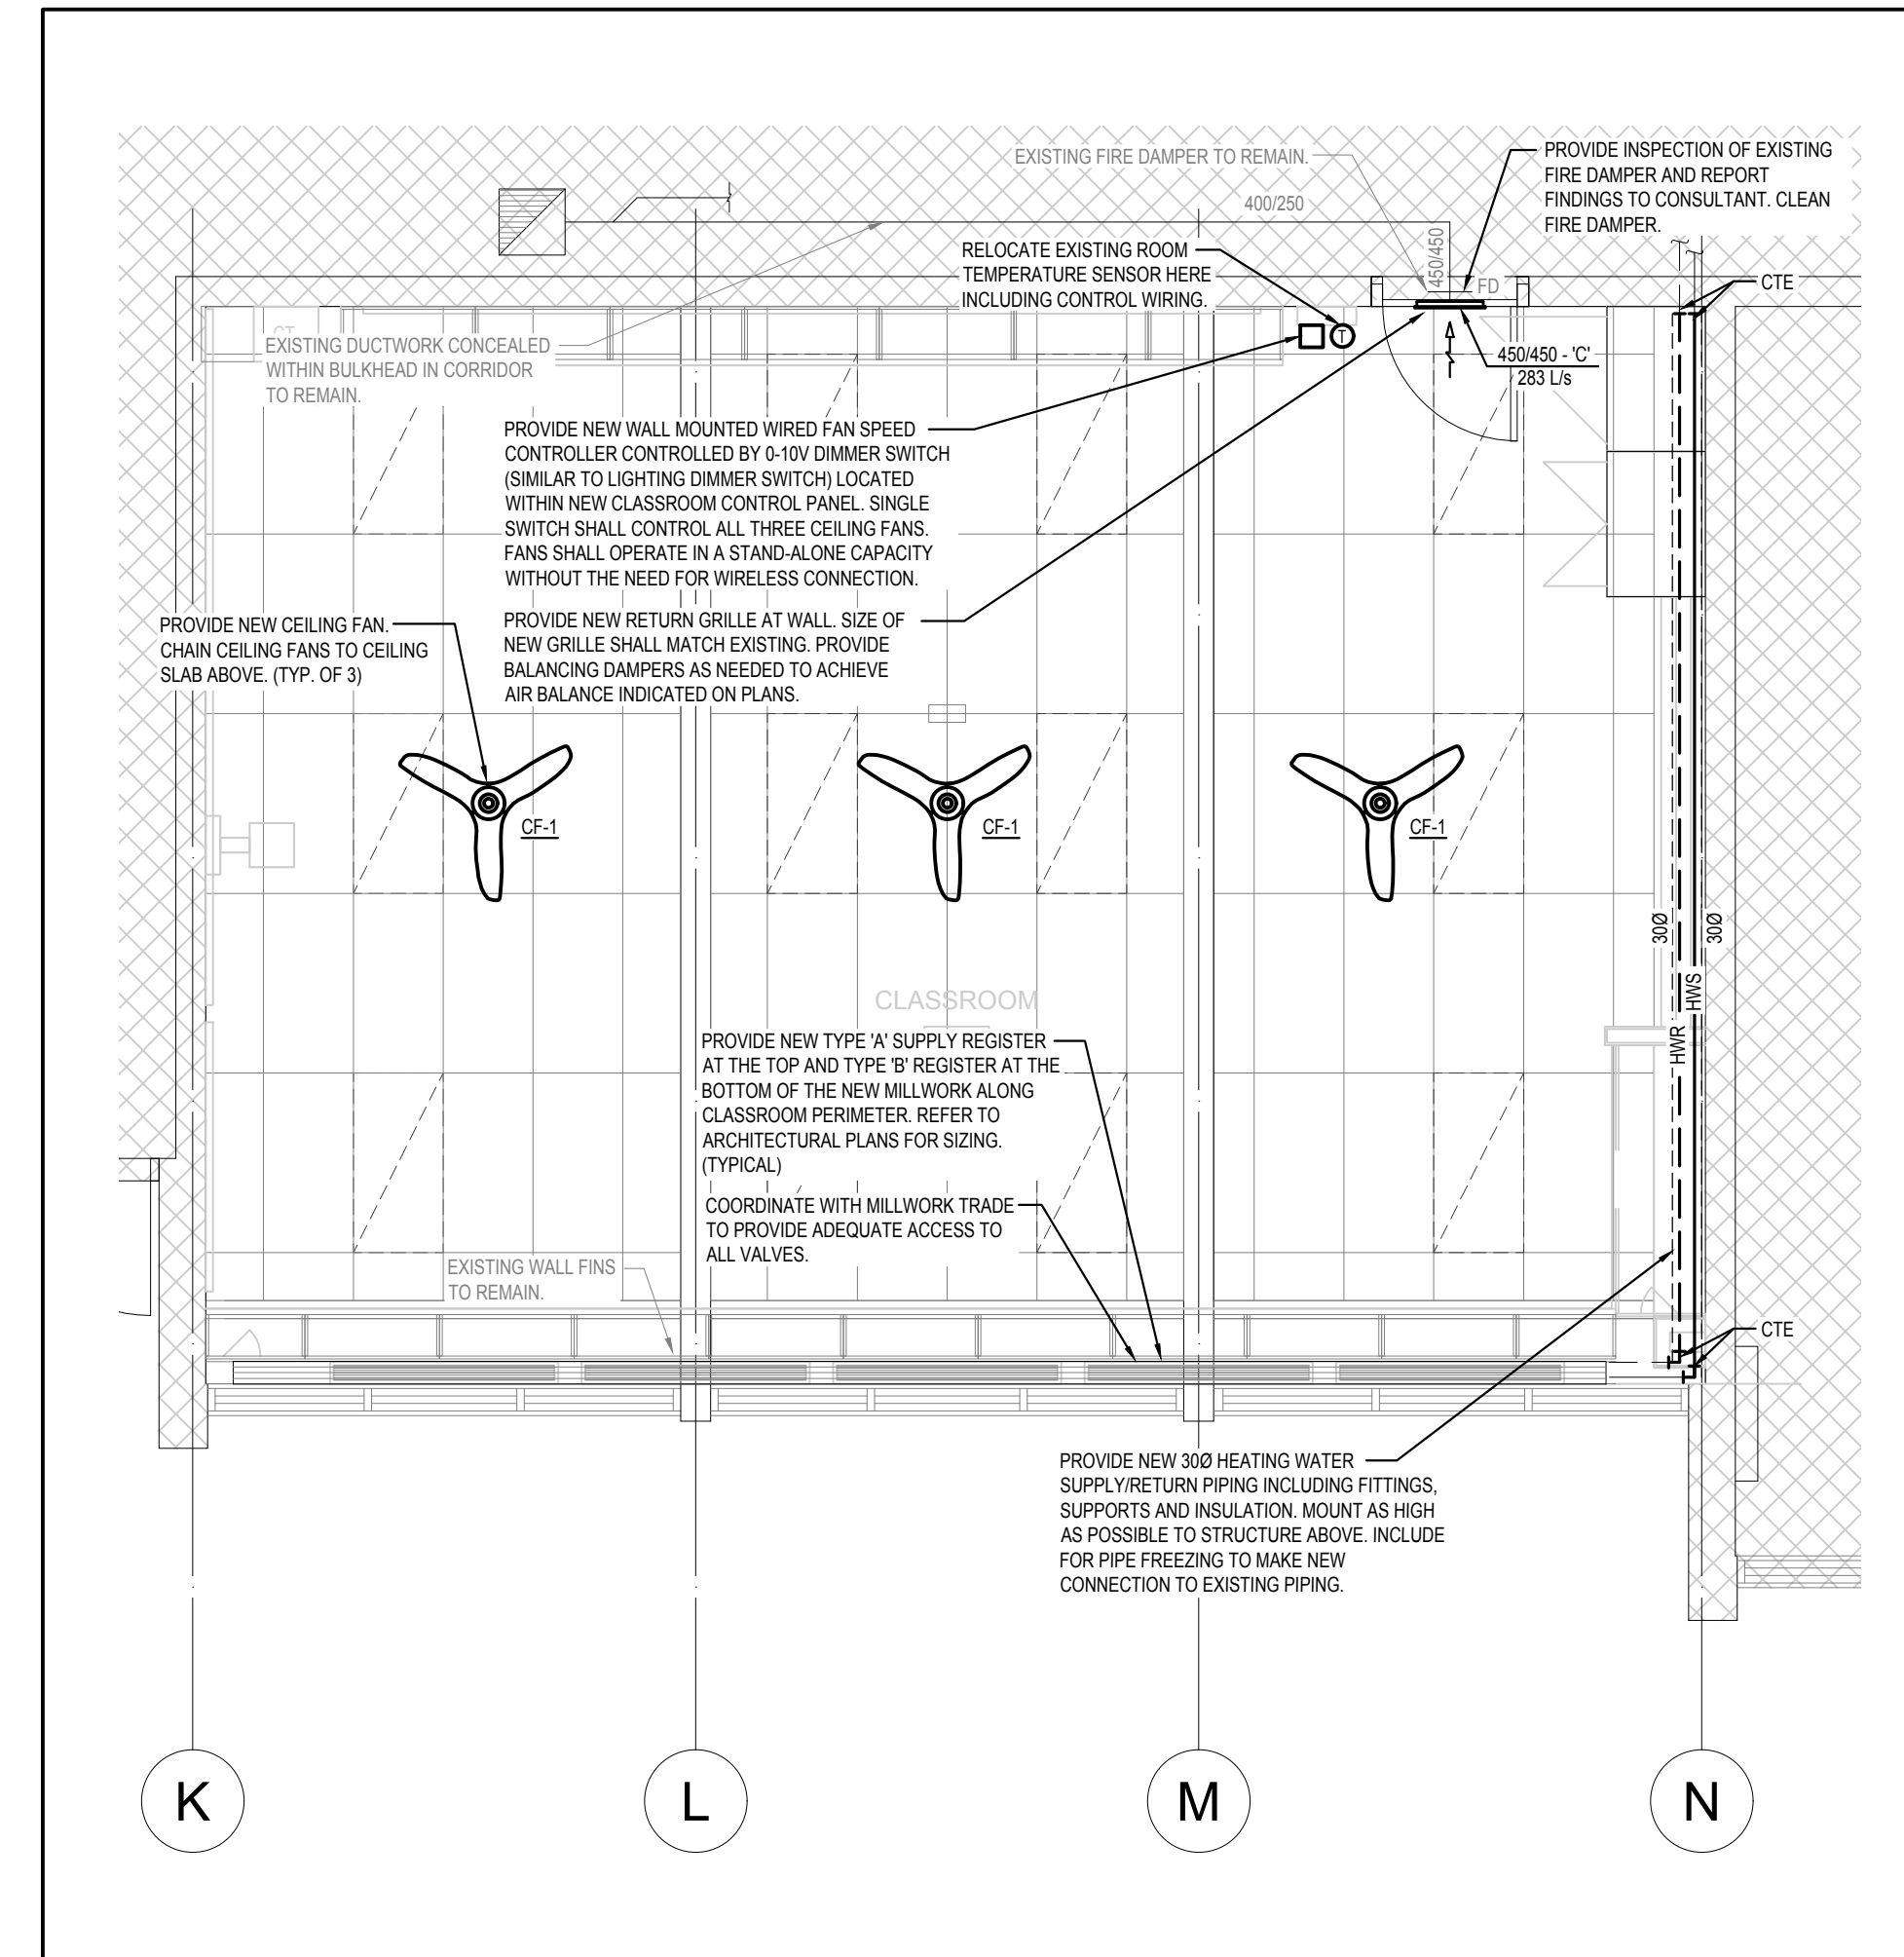 EXISTING FIRE DAMPER TO REMAIN.
PROVIDE INSPECTION OF EXISTING
FIRE DAMPER AND REPORT
FINDINGS TO CONSULTANT. CLEAN
FIRE DAMPER.
400/250
450/450
FD
CTE
RELOCATE EXISTING ROOM
TEMPERATURE SENSOR HERE
INCLUDING CONTROL WIRING.
T
450/450 - 'C'
283 L/s
CT
EXISTING DUCTWORK CONCEALED
WITHIN BULKHEAD IN CORRIDOR
TO REMAIN.
PROVIDE NEW WALL MOUNTED WIRED FAN SPEED
CONTROLLER CONTROLLED BY 0-10V DIMMER SWITCH
(SIMILAR TO LIGHTING DIMMER SWITCH) LOCATED
WITHIN NEW CLASSROOM CONTROL PANEL. SINGLE
SWITCH SHALL CONTROL ALL THREE CEILING FANS.
FANS SHALL OPERATE IN A STAND-ALONE CAPACITY
WITHOUT THE NEED FOR WIRELESS CONNECTION.
PROVIDE NEW CEILING FAN.
CHAIN CEILING FANS TO CEILING
SLAB ABOVE. (TYP. OF 3)
PROVIDE NEW RETURN GRILLE AT WALL. SIZE OF
NEW GRILLE SHALL MATCH EXISTING. PROVIDE
BALANCING DAMPERS AS NEEDED TO ACHIEVE
AIR BALANCE INDICATED ON PLANS.
CF-1
CF-1
CF-1
30Ø
30Ø
HWS
HWR
CLASSROOM
PROVIDE NEW TYPE 'A' SUPPLY REGISTER
AT THE TOP AND TYPE 'B' REGISTER AT THE
BOTTOM OF THE NEW MILLWORK ALONG
CLASSROOM PERIMETER. REFER TO
ARCHITECTURAL PLANS FOR SIZING.
(TYPICAL)
COORDINATE WITH MILLWORK TRADE
TO PROVIDE ADEQUATE ACCESS TO
ALL VALVES.
EXISTING WALL FINS
TO REMAIN.
CTE
PROVIDE NEW 30Ø HEATING WATER
SUPPLY/RETURN PIPING INCLUDING FITTINGS,
SUPPORTS AND INSULATION. MOUNT AS HIGH
AS POSSIBLE TO STRUCTURE ABOVE. INCLUDE
FOR PIPE FREEZING TO MAKE NEW
CONNECTION TO EXISTING PIPING.
K
L
M
N